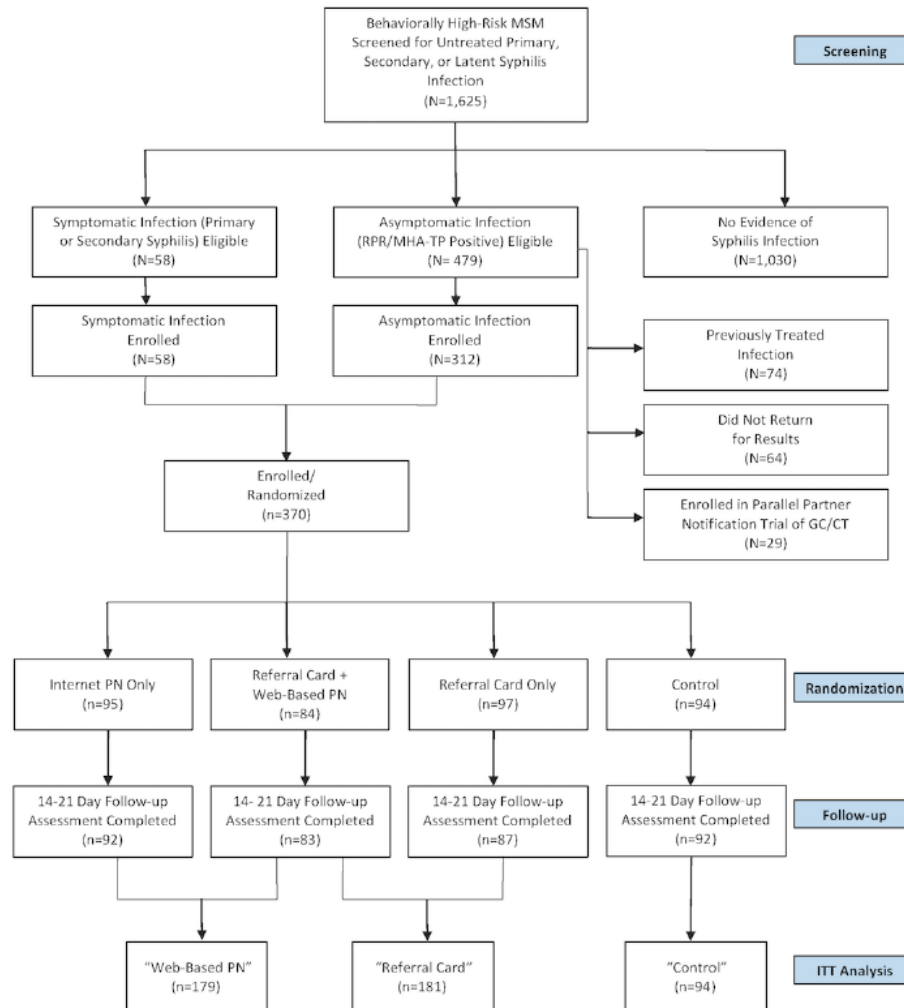 Behaviorally High-Risk MSM
Screened for Untreated Primary,
Secondary, or Latent Syphilis
Infection
(N=1,625)
Screening
Symptomatic Infection (Primary
or Secondary Syphilis) Eligible
(N=58)
Asymptomatic Infection
(RPR/MHA-TP Positive) Eligible
(N= 479)
No Evidence of
Syphilis Infection
(N=1,030)
Symptomatic Infection
Enrolled
(N=58)
Asymptomatic Infection
Enrolled
(N=312)
Previously Treated
Infection
(N=74)
Did Not Return
for Results
(N=64)
Enrolled in Parallel Partner
Notification Trial of GC/CT
(N=29)
Enrolled/
Randomized
(n=370)
Internet PN Only
(n=95)
Referral Card +
Web-Based PN
(n=84)
Referral Card Only
(n=97)
Control
(n=94)
Randomization
14-21 Day Follow-up
Assessment Completed
(n=92)
14- 21 Day Follow-up
Assessment Completed
(n=83)
14-21 Day Follow-up
Assessment Completed
(n=87)
14-21 Day Follow-up
Assessment Completed
(n=92)
Follow-up
"Web-Based PN"
(n=179)
"Referral Card"
(n=181)
"Control"
(n=94)
ITT Analysis